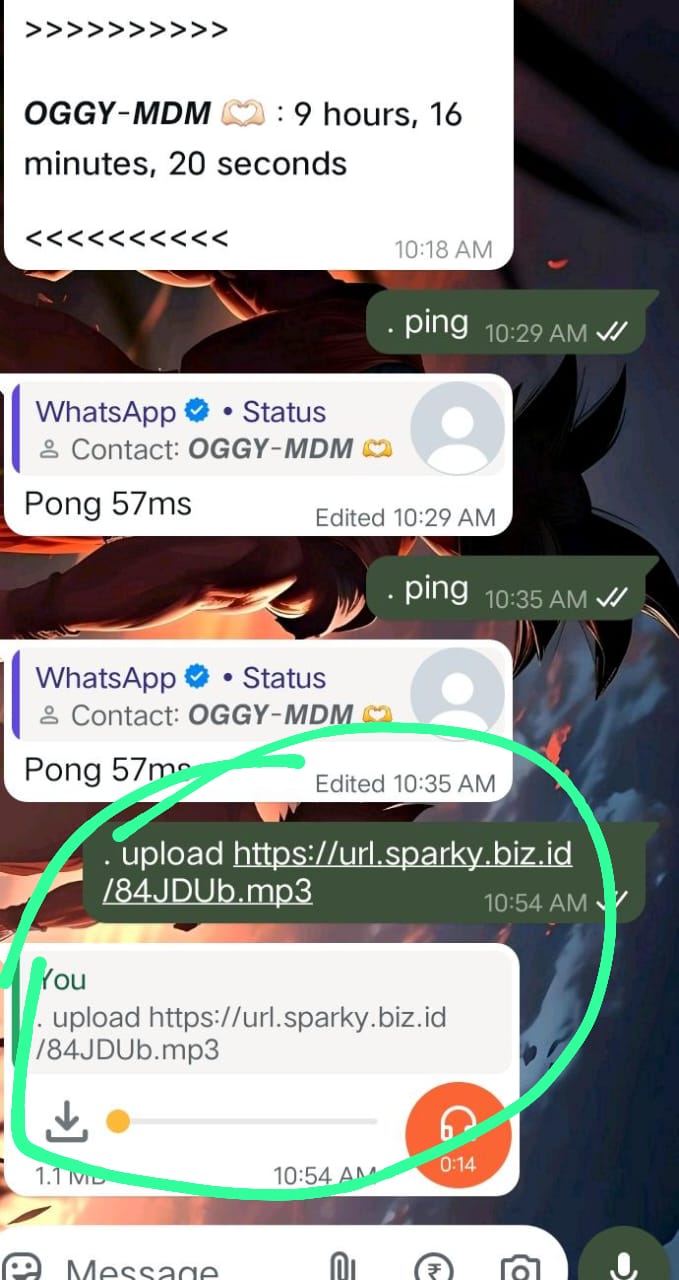 >>>>>>>>>>
OGGY-MDM 🫶🏻 : 9 hours, 16
minutes, 20 seconds
<<<<<<<<<<
10:18 AM
. ping 10:29 AM
WhatsApp • Status
Contact: OGGY-MDM 🫶
Pong 57ms
Edited 10:29 AM
. ping 10:35 AM
WhatsApp • Status
Contact: OGGY-MDM 🫶
Pong 57ms
Edited 10:35 AM
. upload https://url.sparky.biz.id
/84JDUb.mp3
10:54 AM
You
. upload https://url.sparky.biz.id
/84JDUb.mp3
0:14
1.1 MB 10:54 AM
Message ₹